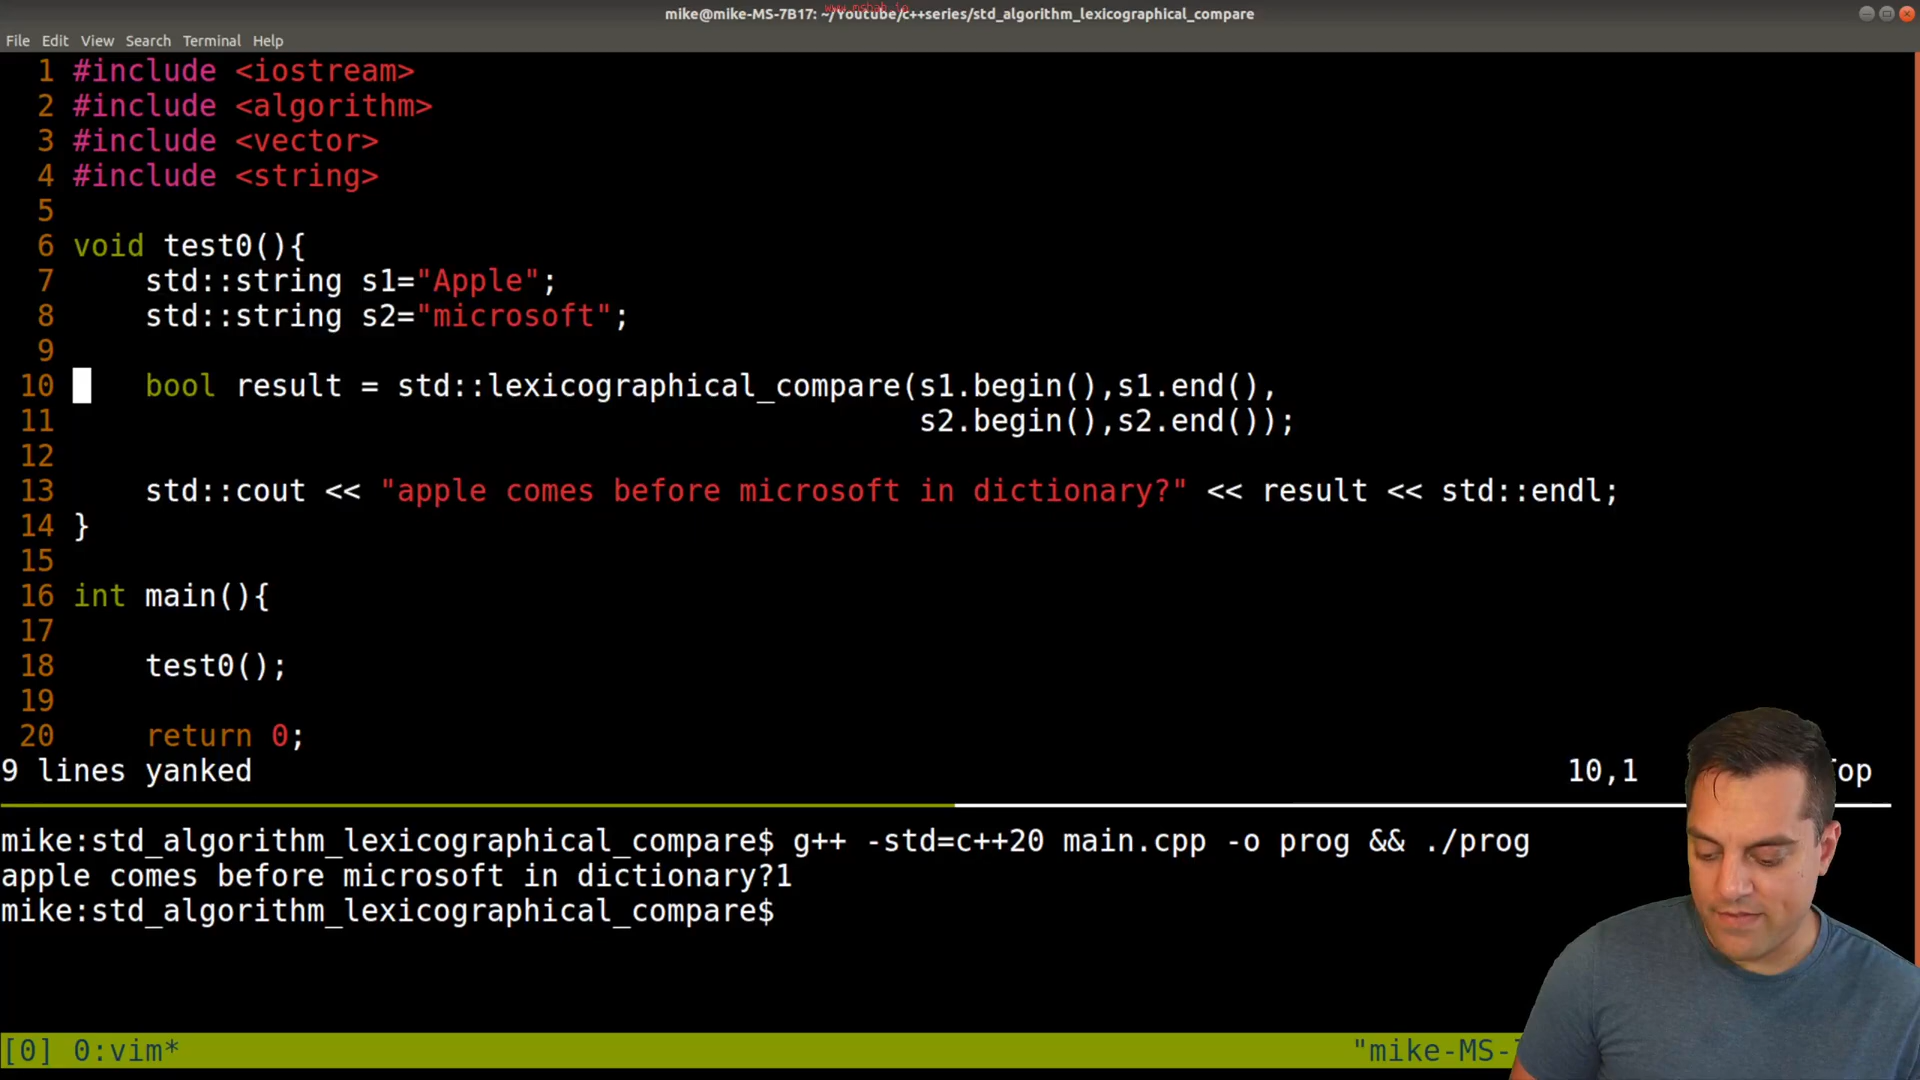 mike@mike-MS-7B17: ~/Youtube/c++series/std_algorithm_lexicographical_compare
File Edit View Search Terminal Help
1 #include <iostream>
2 #include <algorithm>
3 #include <vector>
4 #include <string>
5
6 void test0(){
7 std::string s1="Apple";
8 std::string s2="microsoft";
9
10 bool result = std::lexicographical_compare(s1.begin(),s1.end(),
11 s2.begin(),s2.end());
12
13 std::cout << "apple comes before microsoft in dictionary?" << result << std::endl;
14 }
15
16 int main(){
17
18 test0();
19
20 return 0;
9 lines yanked 10,1 Top
mike:std_algorithm_lexicographical_compare$ g++ -std=c++20 main.cpp -o prog && ./prog
apple comes before microsoft in dictionary?1
mike:std_algorithm_lexicographical_compare$
[0] 0:vim* "mike-MS-7